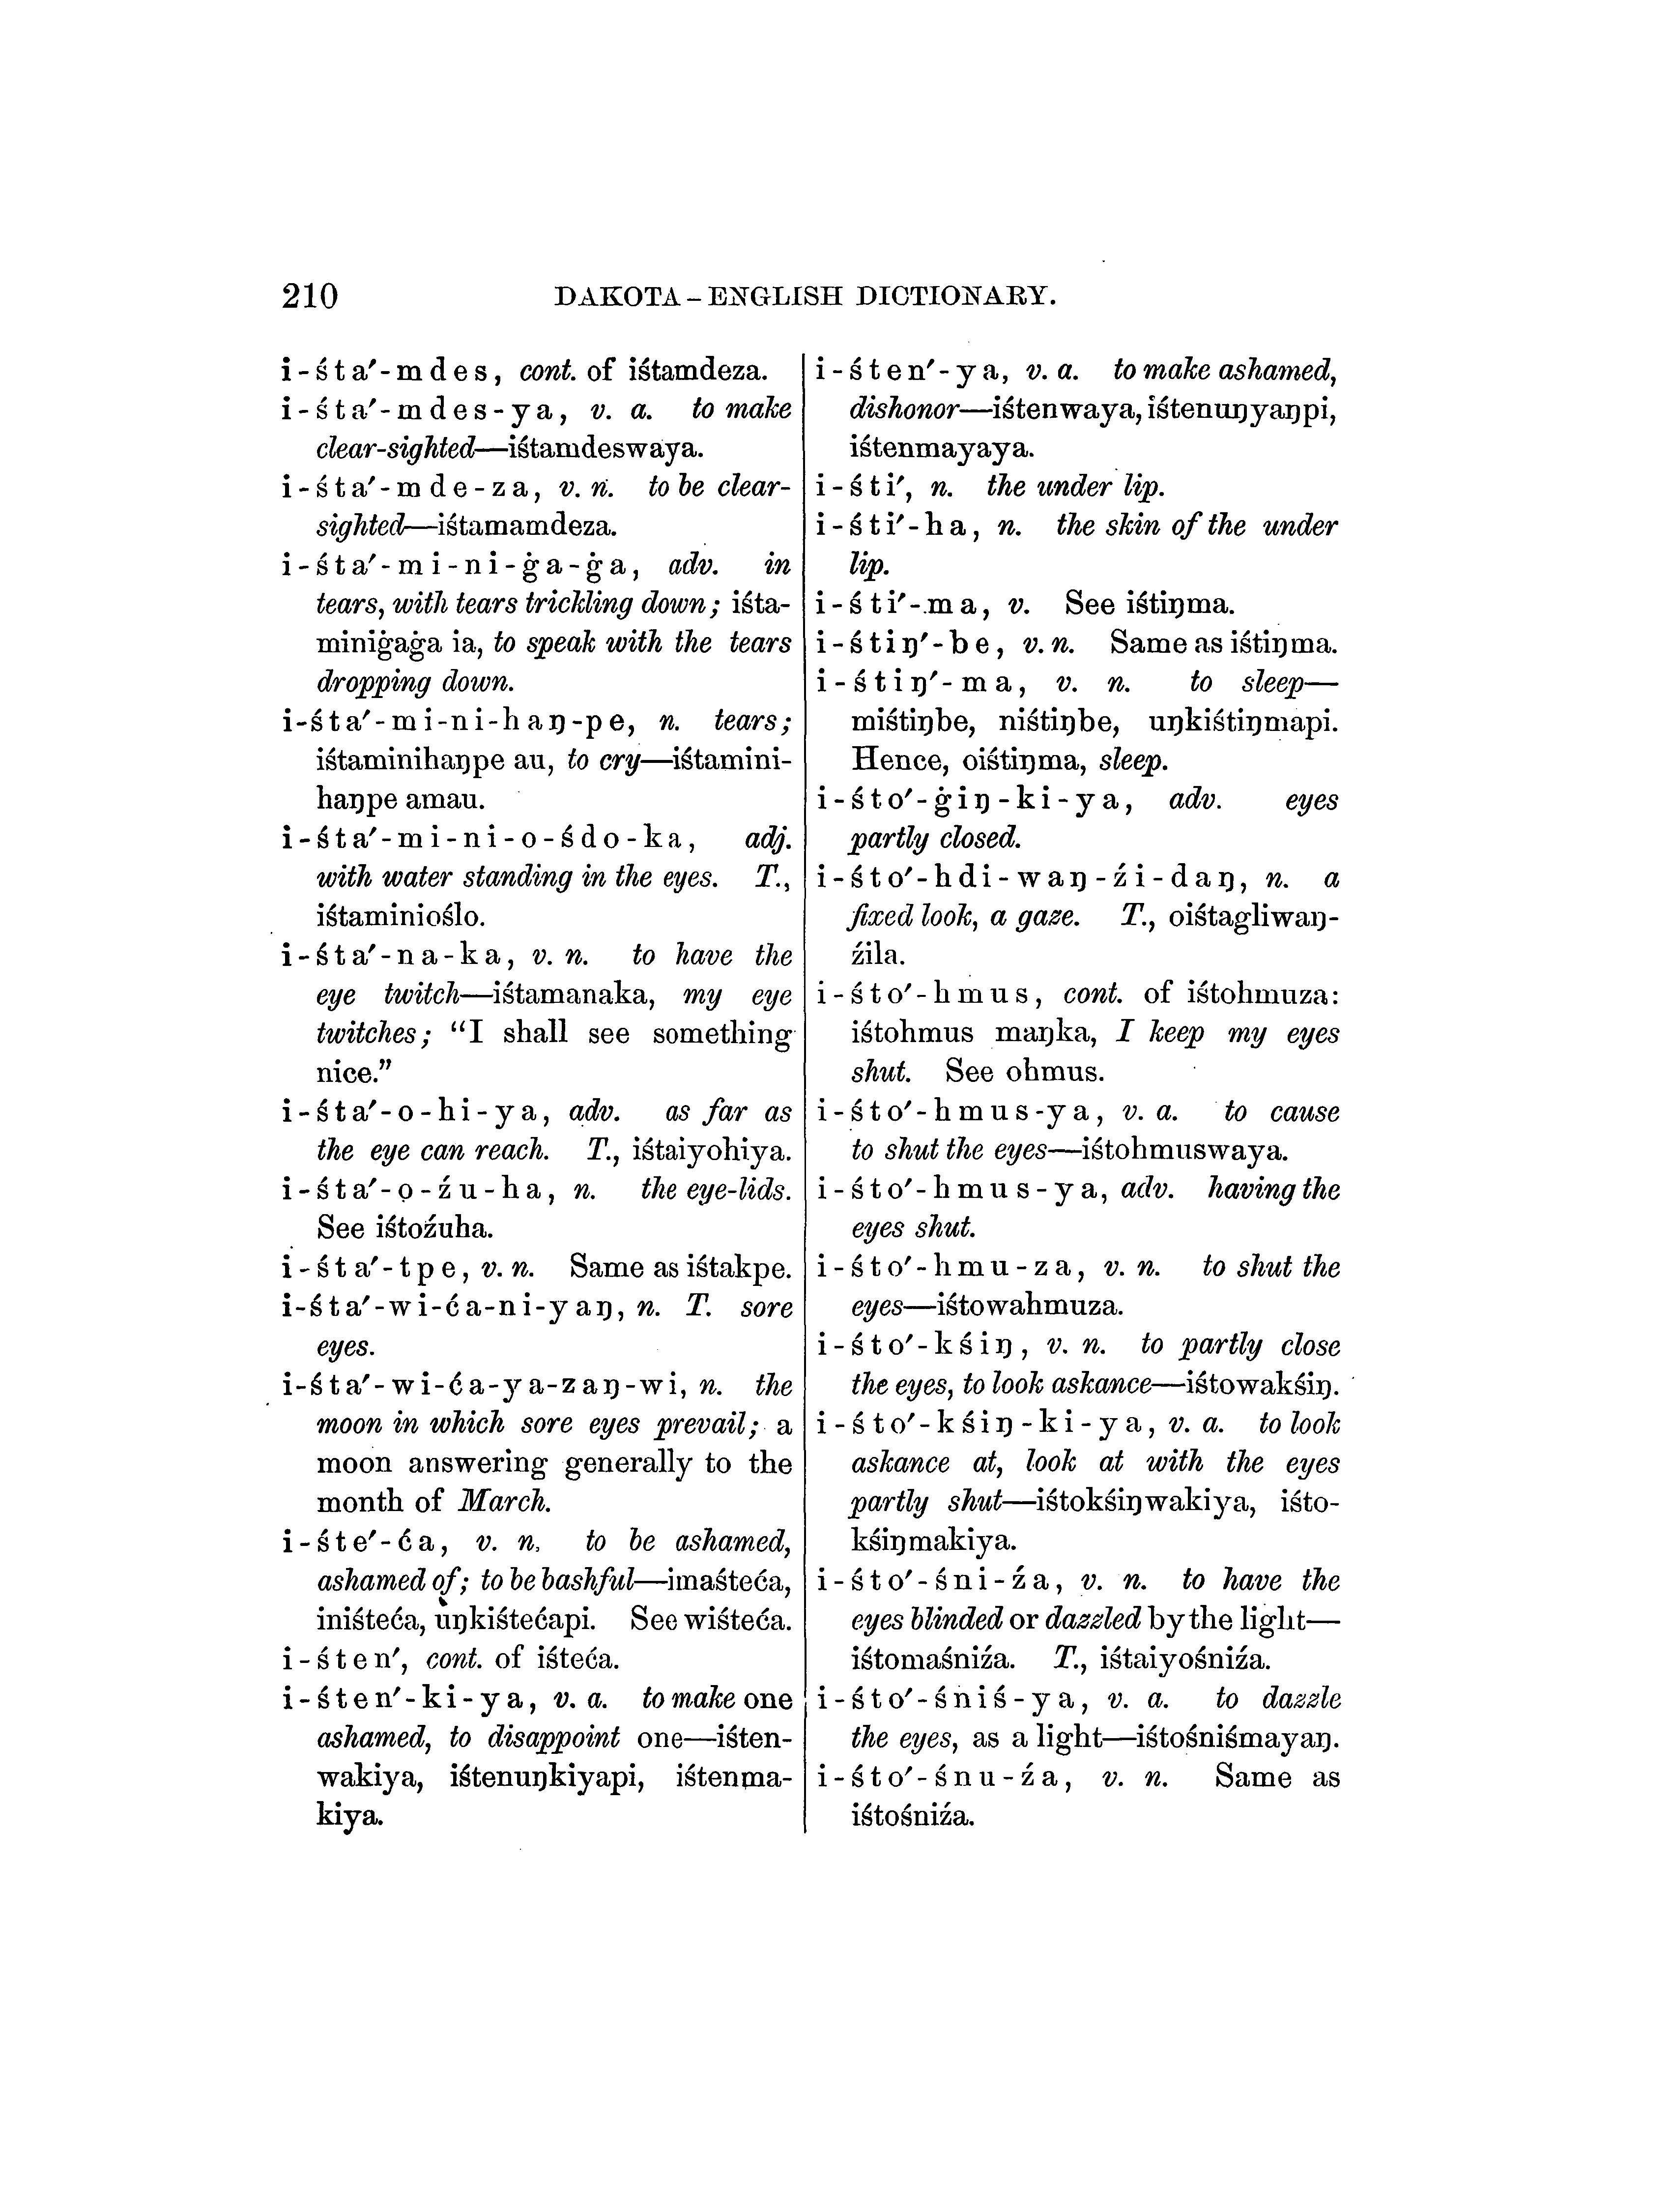 210 DAKOTA-ENGLISH DICTIONARY.
i-śta′-mdes, cont. of iśtamdeza.
i-śta′-mdes-ya, v. a. to make
clear-sighted—iśtamdeswaya.
i-śta′-mde-za, v. n. to be clear-
sighted—iśtamamdeza.
i-śta′-mi-ni-ġa-ġa, adv. in
tears, with tears trickling down; iśta-
miniġaġa ia, to speak with the tears
dropping down.
i-śta′-mi-ni-haŋ-pe, n. tears;
iśtaminihaŋpe au, to cry—iśtamini-
haŋpe amau.
i-śta′-mi-ni-o-śdo-ka, adj.
with water standing in the eyes. T.,
iśtaminioślo.
i-śta′-na-ka, v. n. to have the
eye twitch—iśtamanaka, my eye
twitches; “I shall see something
nice.”
i-śta′-o-hi-ya, adv. as far as
the eye can reach. T., iśtaiyohiya.
i-śta′-o-źu-ha, n. the eye-lids.
See iśtoźuha.
i-śta′-tpe, v. n. Same as iśtakpe.
i-śta′-wi-ća-ni-yaŋ, n. T. sore
eyes.
i-śta′-wi-ća-ya-zaŋ-wi, n. the
moon in which sore eyes prevail; a
moon answering generally to the
month of March.
i-śte′-ća, v. n. to be ashamed,
ashamed of; to be bashful—imaśteća,
iniśteća, uŋkiśtećapi. See wiśteća.
i-śten′, cont. of iśteća.
i-śten′-ki-ya, v. a. to make one
ashamed, to disappoint one—iśten-
wakiya, iśtenuŋkiyapi, iśtenma-
kiya.
i-śten′-ya, v. a. to make ashamed,
dishonor—iśtenwaya, iśtenuŋyaŋpi,
iśtenmayaya.
i-śti′, n. the under lip.
i-śti′-ha, n. the skin of the under
lip.
i-śti′-ma, v. See iśtiŋma.
i-śtiŋ′-be, v. n. Same as iśtiŋma.
i-śtiŋ′-ma, v. n. to sleep—
miśtiŋbe, niśtiŋbe, uŋkiśtiŋmapi.
Hence, oiśtiŋma, sleep.
i-śto′-ġiŋ-ki-ya, adv. eyes
partly closed.
i-śto′-hdi-waŋ-źi-daŋ, n. a
fixed look, a gaze. T., oiśtagliwaŋ-
źila.
i-śto′-hmus, cont. of iśtohmuza:
iśtohmus maŋka, I keep my eyes
shut. See ohmus.
i-śto′-hmus-ya, v. a. to cause
to shut the eyes—iśtohmuswaya.
i-śto′-hmus-ya, adv. having the
eyes shut.
i-śto′-hmu-za, v. n. to shut the
eyes—iśtowahmuza.
i-śto′-kśiŋ, v. n. to partly close
the eyes, to look askance—iśtowakśiŋ.
i-śto′-kśiŋ-ki-ya, v. a. to look
askance at, look at with the eyes
partly shut—iśtokśiŋwakiya, iśto-
kśiŋmakiya.
i-śto′-śni-źa, v. n. to have the
eyes blinded or dazzled by the light—
iśtomaśniźa. T., iśtaiyośniźa.
i-śto′-śniś-ya, v. a. to dazzle
the eyes, as a light—iśtośniśmayaŋ.
i-śto′-śnu-źa, v. n. Same as
iśtośniźa.